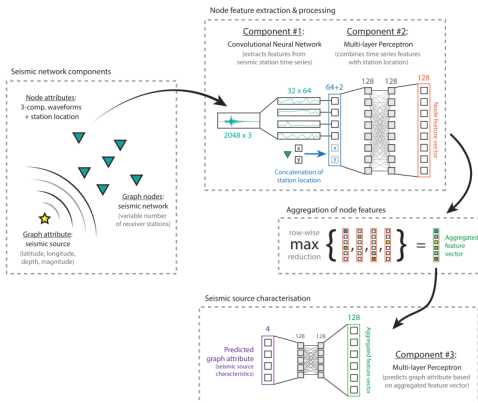 Node feature extraction & processing
Component #1:
Convolutional Neural Network
(extracts features from
seismic station time series)
Component #2:
Multi-layer Perceptron
(combines time series features
with station location)
32 x 64
64+2
128
128
128
2048 x 3
x
y
x
y
Concatenation of
station location
Node feature
vector
Seismic network components
Node attributes:
3-comp. waveforms
+ station location
Graph nodes:
seismic network
(variable number
of receiver stations)
Graph attribute:
seismic source
(latitude, longitude,
depth, magnitude)
Aggregation of node features
row-wise
max
reduction
{ , , , } =
Aggregated
feature
vector
Seismic source characterisation
4
128
128
128
Predicted
graph attribute
(seismic source
characteristics)
Aggregated feature vector
Component #3:
Multi-layer Perceptron
(predicts graph attribute based
on aggregated feature vector)